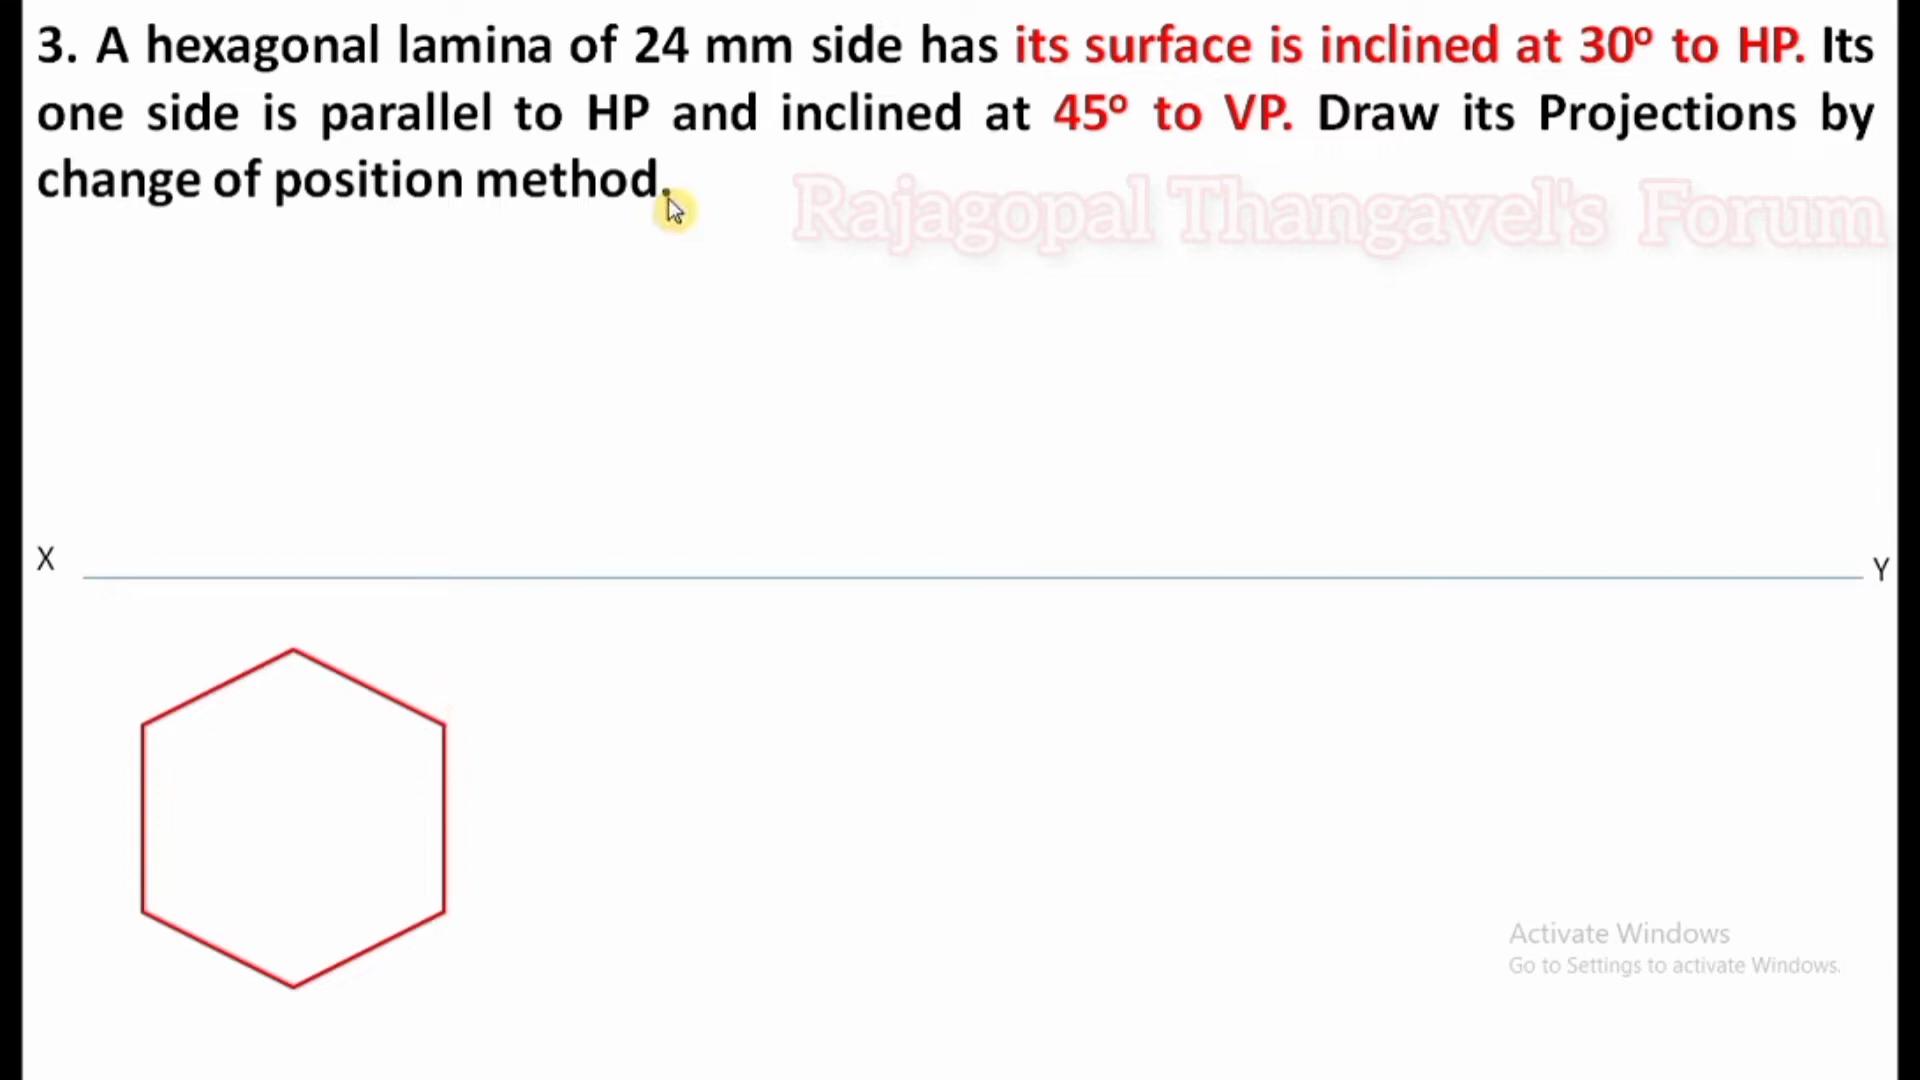 3. A hexagonal lamina of 24 mm side has its surface is inclined at 30º to HP. Its
one side is parallel to HP and inclined at 45º to VP. Draw its Projections by
change of position method.
Rajagopal Thangavel's Forum
X
Y
Activate Windows
Go to Settings to activate Windows.